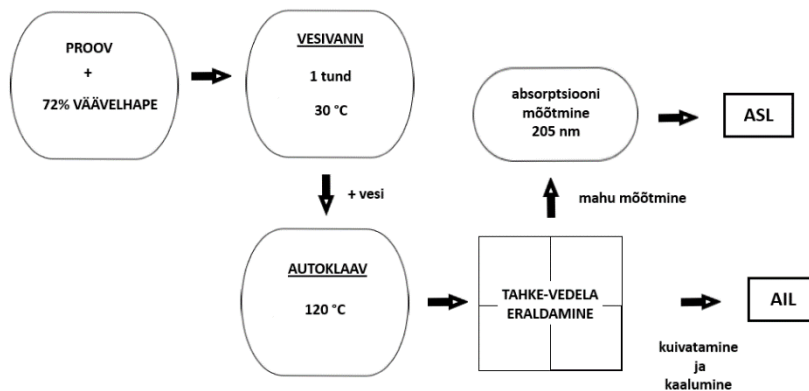 PROOV
+
72% VÄÄVELHAPE
VESIVANN
1 tund
30 °C
+ vesi
AUTOKLAAV
120 °C
TAHKE-VEDELA
ERALDAMINE
mahu mõõtmine
absorptsiooni
mõõtmine
205 nm
ASL
kuivatamine
ja
kaalumine
AIL